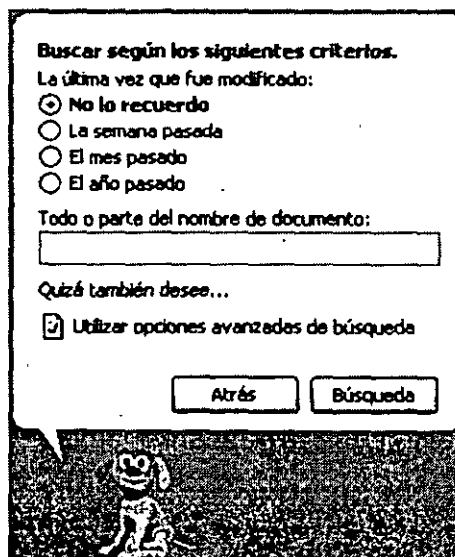 Buscar según los siguientes criterios.
La última vez que fue modificado:
No lo recuerdo
La semana pasada
El mes pasado
El año pasado
Todo o parte del nombre de documento:
Quizá también desee...
Utilizar opciones avanzadas de búsqueda
Atrás Búsqueda